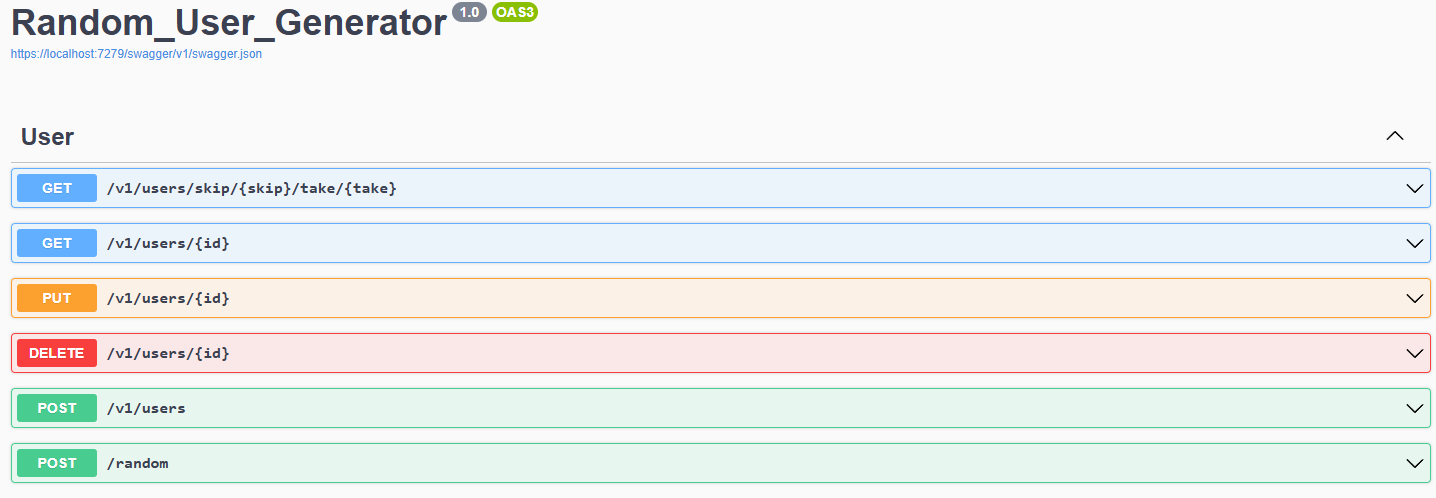 Random_User_Generator 1.0 OAS3
https://localhost:7279/swagger/v1/swagger.json
User
GET /v1/users/skip/{skip}/take/{take}
GET /v1/users/{id}
PUT /v1/users/{id}
DELETE /v1/users/{id}
POST /v1/users
POST /random